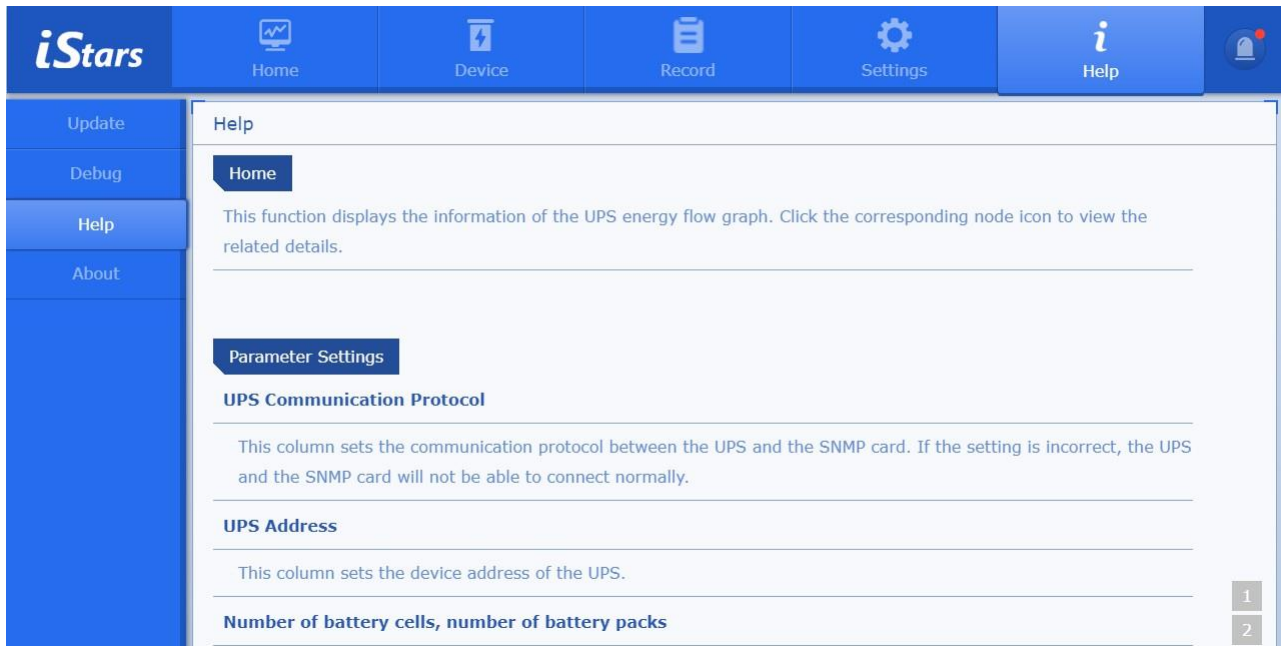 iStars
Home
Device
Record
Settings
Help
Update
Debug
Help
About
Help
Home
This function displays the information of the UPS energy flow graph. Click the corresponding node icon to view the
related details.
Parameter Settings
UPS Communication Protocol
This column sets the communication protocol between the UPS and the SNMP card. If the setting is incorrect, the UPS
and the SNMP card will not be able to connect normally.
UPS Address
This column sets the device address of the UPS.
Number of battery cells, number of battery packs
1
2